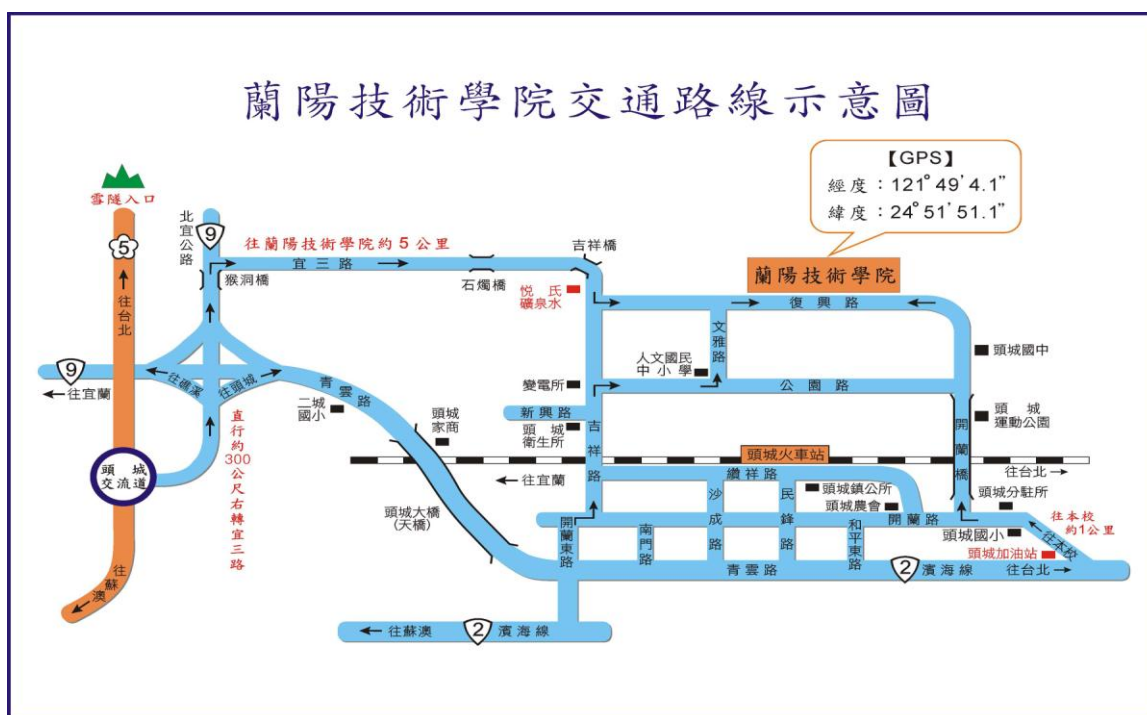 蘭陽技術學院交通路線示意圖
【GPS】
經度：121°49'4.1"
緯度：24°51'51.1"
蘭陽技術學院
雪隧入口
5
往台北
北宜公路
9
往蘭陽技術學院約5公里
宜三路
猴洞橋
石燭橋
吉祥橋
悦氏
礦泉水
復興路
文雅路
頭城國中
人文國民
中小學
公園路
9
往宜蘭
往礁溪
往頭城
青雲路
二城
國小
變電所
新興路
頭城
衛生所
吉祥路
頭城
家商
頭城
運動公園
開蘭橋
頭城
交流道
直行約300公尺右轉宜三路
頭城火車站
往宜蘭
往台北
纘祥路
頭城鎮公所
頭城農會
頭城分駐所
沙成路
民鋒路
開蘭路
往本校
約1公里
頭城大橋
(天橋)
開蘭東路
南門路
和平東路
頭城國小
往本校
頭城加油站
青雲路
2
濱海線
往台北
往蘇澳
往蘇澳
2
濱海線